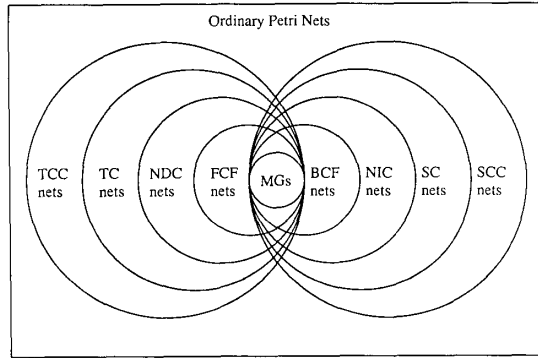 Ordinary Petri Nets
TCC nets
TC nets
NDC nets
FCF nets
MGs
BCF nets
NIC nets
SC nets
SCC nets